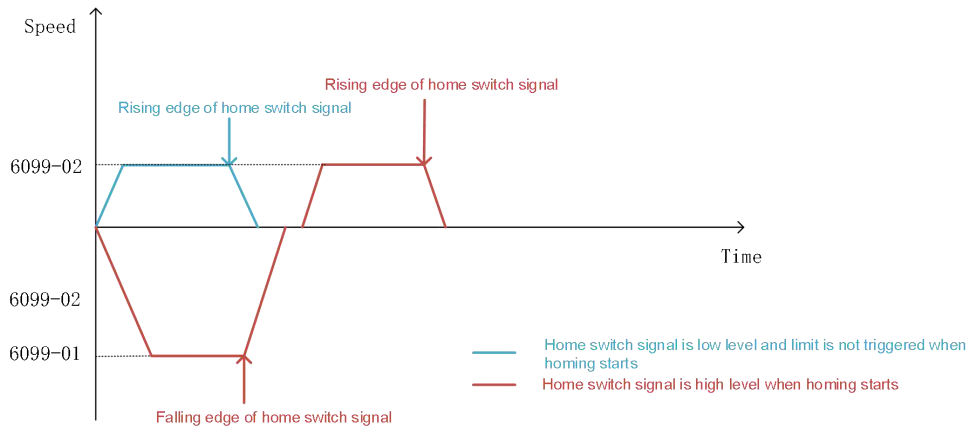 Speed
Rising edge of home switch signal
Rising edge of home switch signal
6099-02
Time
6099-02
6099-01
Home switch signal is low level and limit is not triggered when
homing starts
Home switch signal is high level when homing starts
Falling edge of home switch signal